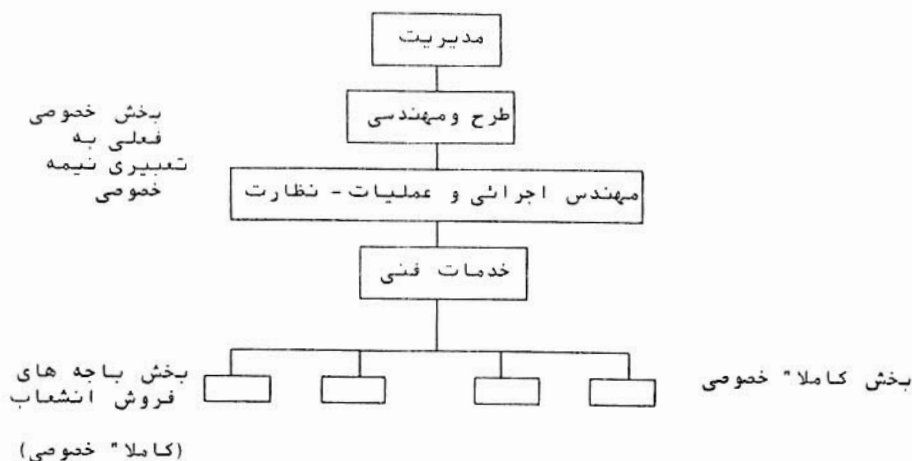 مدیریت
طرح ومهندسی
بخش خصوصی
فعلی به
تعبیری نیمه
خصوصی
مهندس اجرائی و عملیات - نظارت
خدمات فنی
بخش کاملا" خصوصی
بخش باجه های
فروش انشعاب
(کاملا" خصوصی)